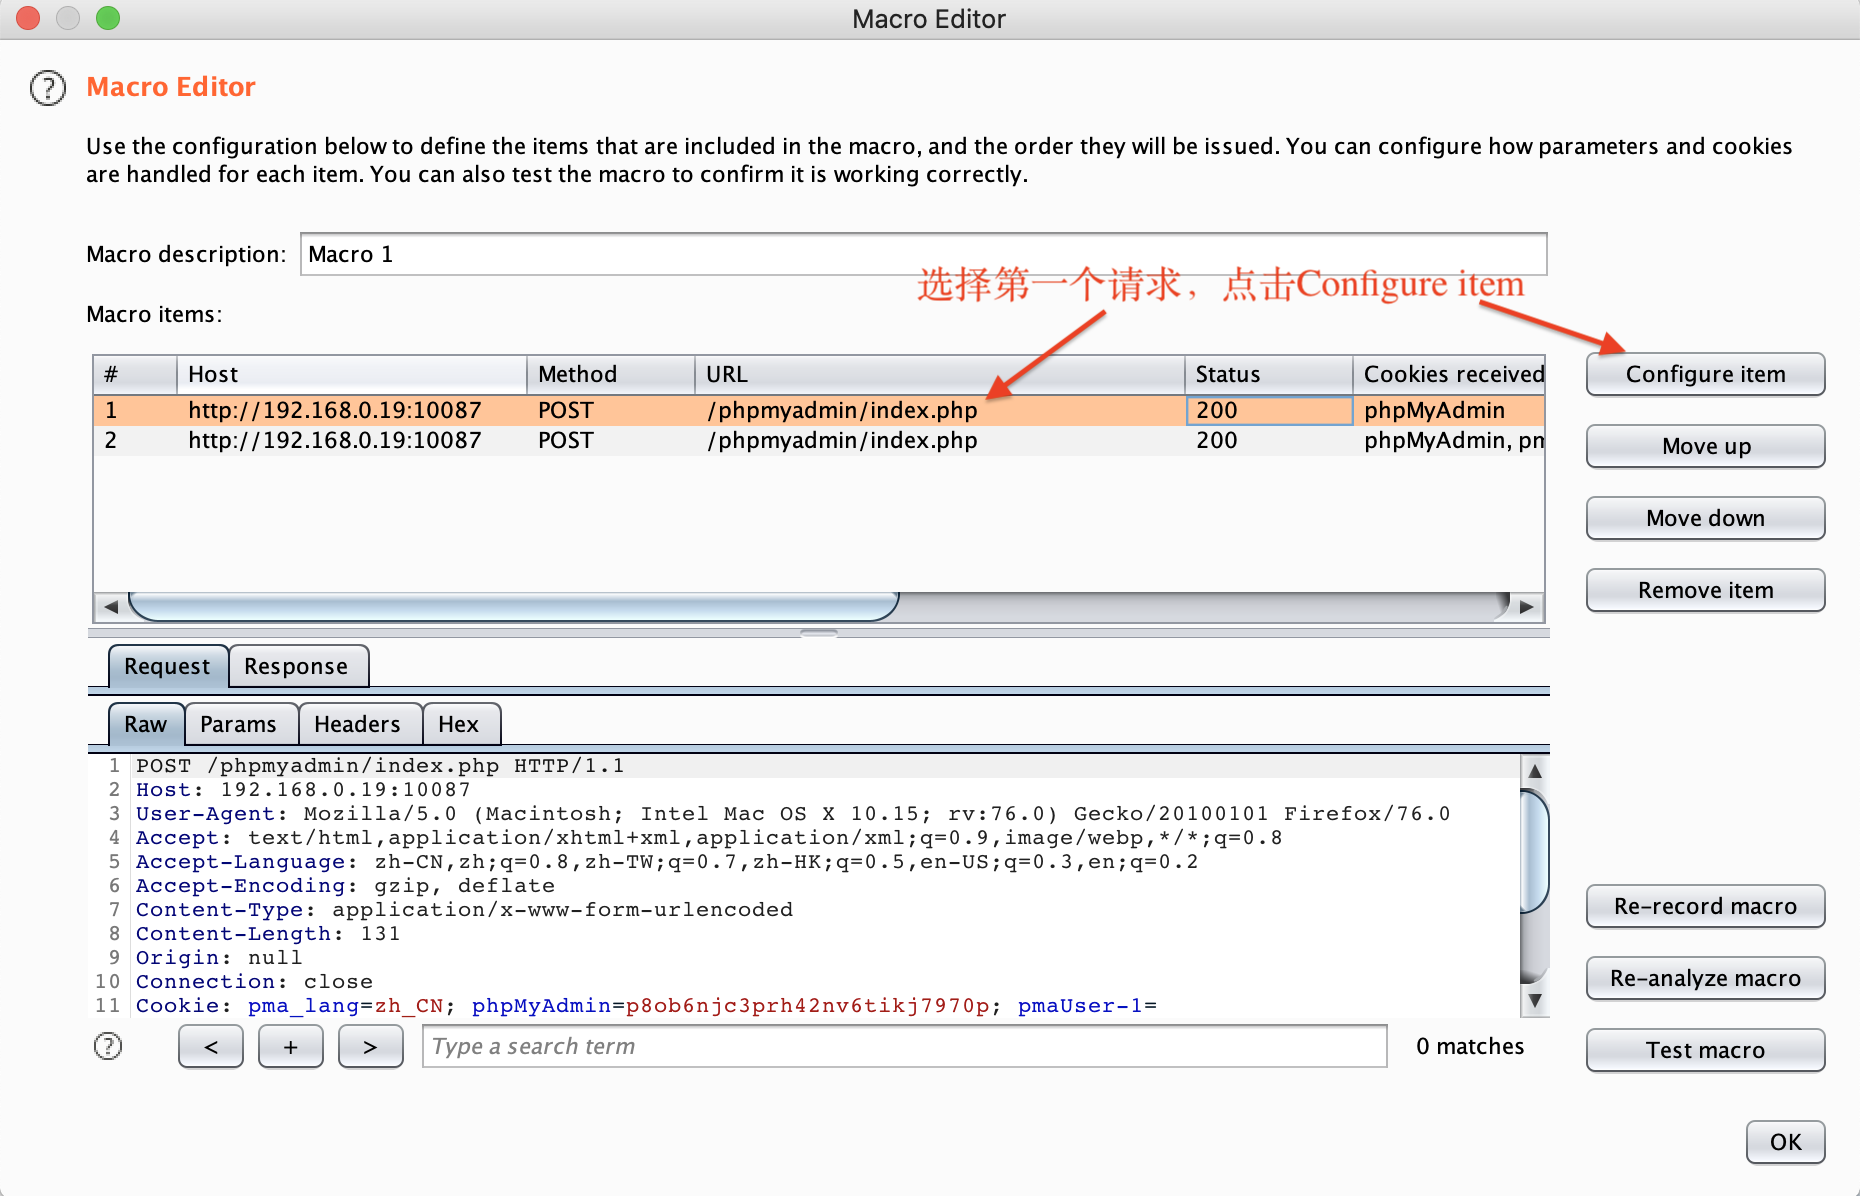 Macro Editor
Macro Editor
Use the configuration below to define the items that are included in the macro, and the order they will be issued. You can configure how parameters and cookies
are handled for each item. You can also test the macro to confirm it is working correctly.
Macro description: Macro 1
选择第一个请求，点击Configure item
Macro items:
# Host Method URL Status Cookies received
1 http://192.168.0.19:10087 POST /phpmyadmin/index.php 200 phpMyAdmin
2 http://192.168.0.19:10087 POST /phpmyadmin/index.php 200 phpMyAdmin, pm
Configure item
Move up
Move down
Remove item
Request Response
Raw Params Headers Hex
1 POST /phpmyadmin/index.php HTTP/1.1
2 Host: 192.168.0.19:10087
3 User-Agent: Mozilla/5.0 (Macintosh; Intel Mac OS X 10.15; rv:76.0) Gecko/20100101 Firefox/76.0
4 Accept: text/html,application/xhtml+xml,application/xml;q=0.9,image/webp,*/*;q=0.8
5 Accept-Language: zh-CN,zh;q=0.8,zh-TW;q=0.7,zh-HK;q=0.5,en-US;q=0.3,en;q=0.2
6 Accept-Encoding: gzip, deflate
7 Content-Type: application/x-www-form-urlencoded
8 Content-Length: 131
9 Origin: null
10 Connection: close
11 Cookie: pma_lang=zh_CN; phpMyAdmin=p8ob6njc3prh42nv6tikj7970p; pmaUser-1=
< + > Type a search term 0 matches
Re-record macro
Re-analyze macro
Test macro
OK